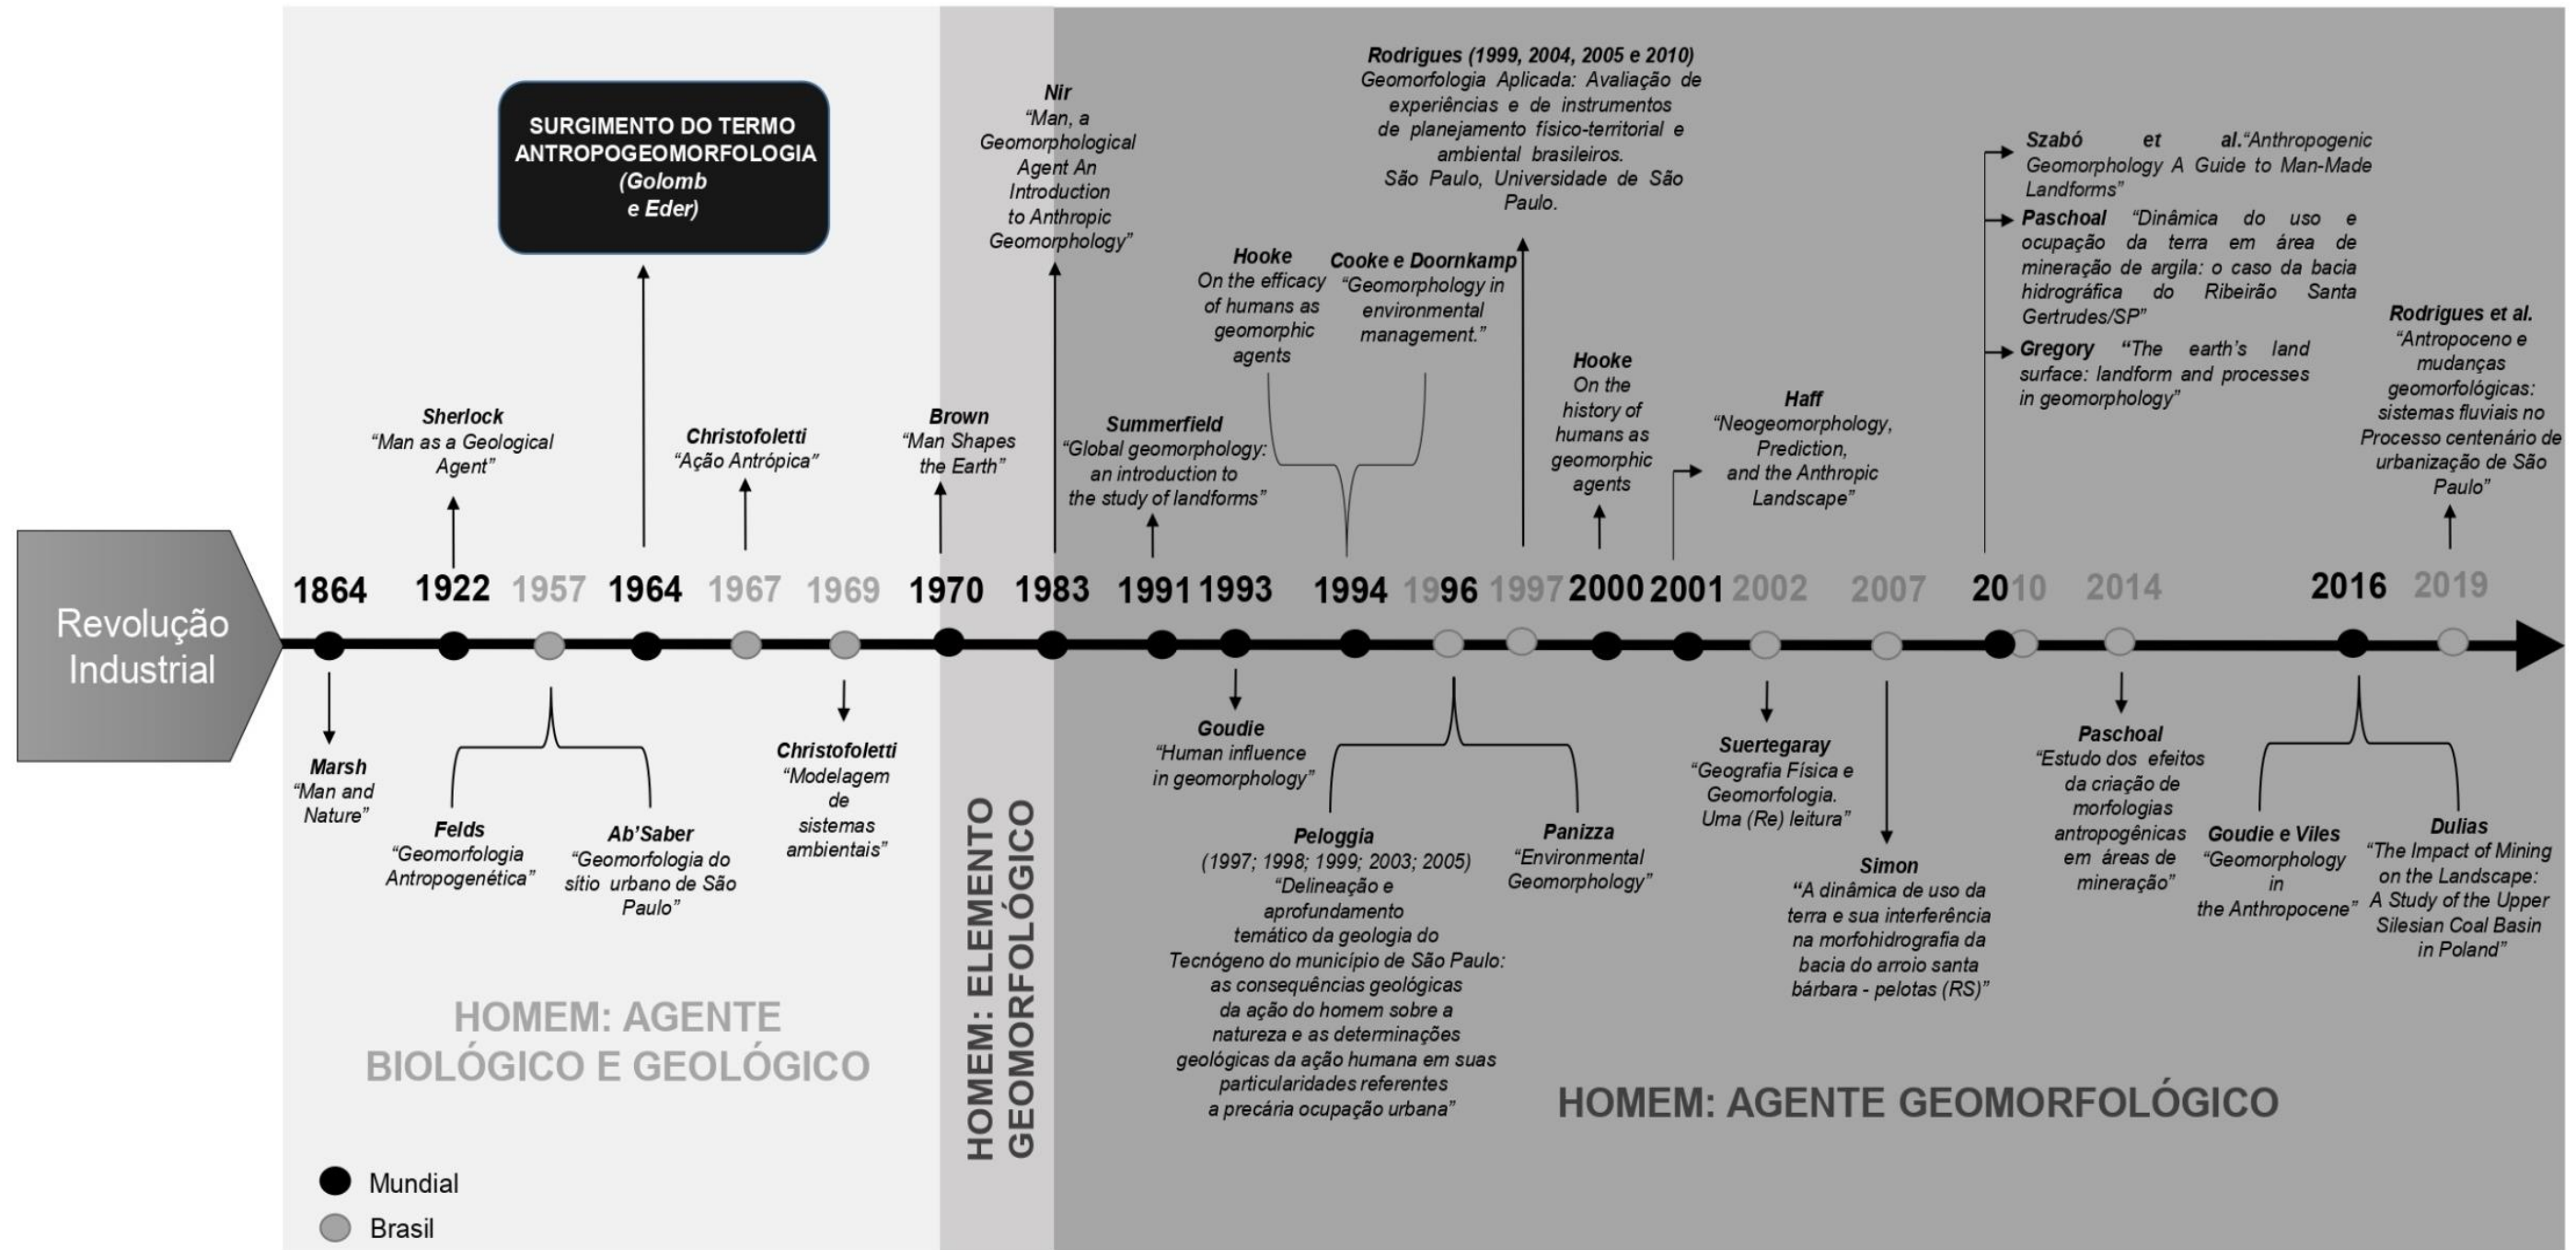 Revolução
Industrial
SURGIMENTO DO TERMO
ANTROPOGEOMORFOLOGIA
(Golomb
e Eder)
Sherlock
“Man as a Geological
Agent”
Christofoletti
“Ação Antrópica”
Brown
“Man Shapes
the Earth”
Nir
“Man, a
Geomorphological
Agent An
Introduction
to Anthropic
Geomorphology”
Summerfield
“Global geomorphology:
an introduction to
the study of landforms”
Hooke
On the efficacy
of humans as
geomorphic
agents
Cooke e Doornkamp
“Geomorphology in
environmental
management.”
Rodrigues (1999, 2004, 2005 e 2010)
Geomorfologia Aplicada: Avaliação de
experiências e de instrumentos
de planejamento físico-territorial e
ambiental brasileiros.
São Paulo, Universidade de São
Paulo.
Hooke
On the
history of
humans as
geomorphic
agents
Haff
“Neogeomorphology,
Prediction,
and the Anthropic
Landscape”
Szabó et al.“Anthropogenic
Geomorphology A Guide to Man-Made
Landforms”
Paschoal “Dinâmica do uso e
ocupação da terra em área de
mineração de argila: o caso da bacia
hidrográfica do Ribeirão Santa
Gertrudes/SP”
Gregory “The earth’s land
surface: landform and processes
in geomorphology”
Rodrigues et al.
“Antropoceno e
mudanças
geomorfológicas:
sistemas fluviais no
Processo centenário de
urbanização de São
Paulo”
1864 1922 1957 1964 1967 1969 1970 1983 1991 1993 1994 1996 1997 2000 2001 2002 2007 2010 2014 2016 2019
Marsh
“Man and
Nature”
Felds
“Geomorfologia
Antropogenética”
Ab’Saber
“Geomorfologia do
sítio urbano de São
Paulo”
Christofoletti
“Modelagem
de
sistemas
ambientais”
Goudie
“Human influence
in geomorphology”
Peloggia
(1997; 1998; 1999; 2003; 2005)
“Delineação e
aprofundamento
temático da geologia do
Tecnógeno do município de São Paulo:
as consequências geológicas
da ação do homem sobre a
natureza e as determinações
geológicas da ação humana em suas
particularidades referentes
a precária ocupação urbana”
Panizza
“Environmental
Geomorphology”
Suertegaray
“Geografia Física e
Geomorfologia.
Uma (Re) leitura”
Simon
“A dinâmica de uso da
terra e sua interferência
na morfohidrografia da
bacia do arroio santa
bárbara - pelotas (RS)”
Paschoal
“Estudo dos efeitos
da criação de
morfologias
antropogênicas
em áreas de
mineração”
Goudie e Viles
“Geomorphology
in
the Anthropocene”
Dulias
“The Impact of Mining
on the Landscape:
A Study of the Upper
Silesian Coal Basin
in Poland”
HOMEM: AGENTE
BIOLÓGICO E GEOLÓGICO
HOMEM: ELEMENTO
GEOMORFOLÓGICO
HOMEM: AGENTE GEOMORFOLÓGICO
Mundial
Brasil